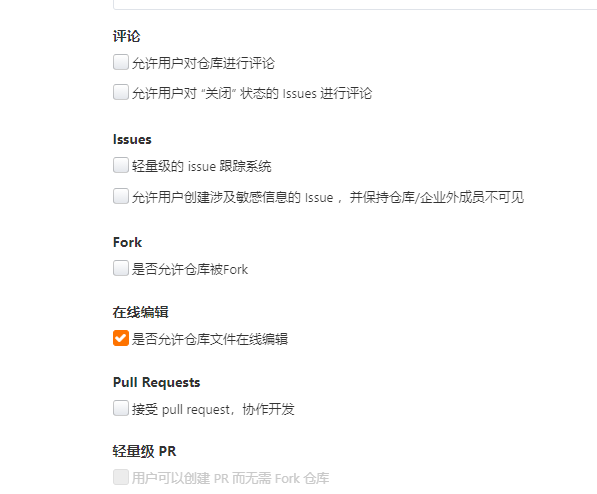 评论
允许用户对仓库进行评论
允许用户对 “关闭” 状态的 Issues 进行评论
Issues
轻量级的 issue 跟踪系统
允许用户创建涉及敏感信息的 Issue ，并保持仓库/企业外成员不可见
Fork
是否允许仓库被Fork
在线编辑
是否允许仓库文件在线编辑
Pull Requests
接受 pull request，协作开发
轻量级 PR
用户可以创建 PR 而无需 Fork 仓库